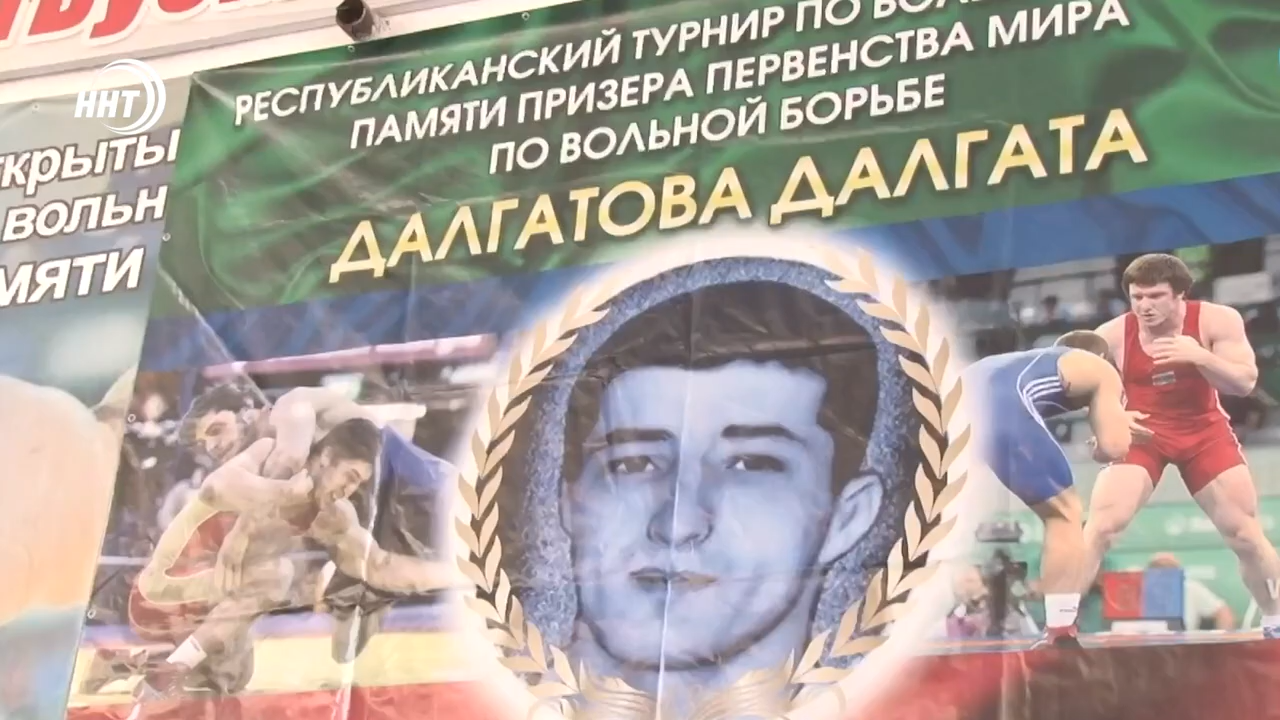 ННТ
РЕСПУБЛИКАНСКИЙ ТУРНИР ПО
ПАМЯТИ ПРИЗЕРА ПЕРВЕНСТВА МИРА
ПО ВОЛЬНОЙ БОРЬБЕ
ДАЛГАТОВА ДАЛГАТА
крыты
вольн
мяти